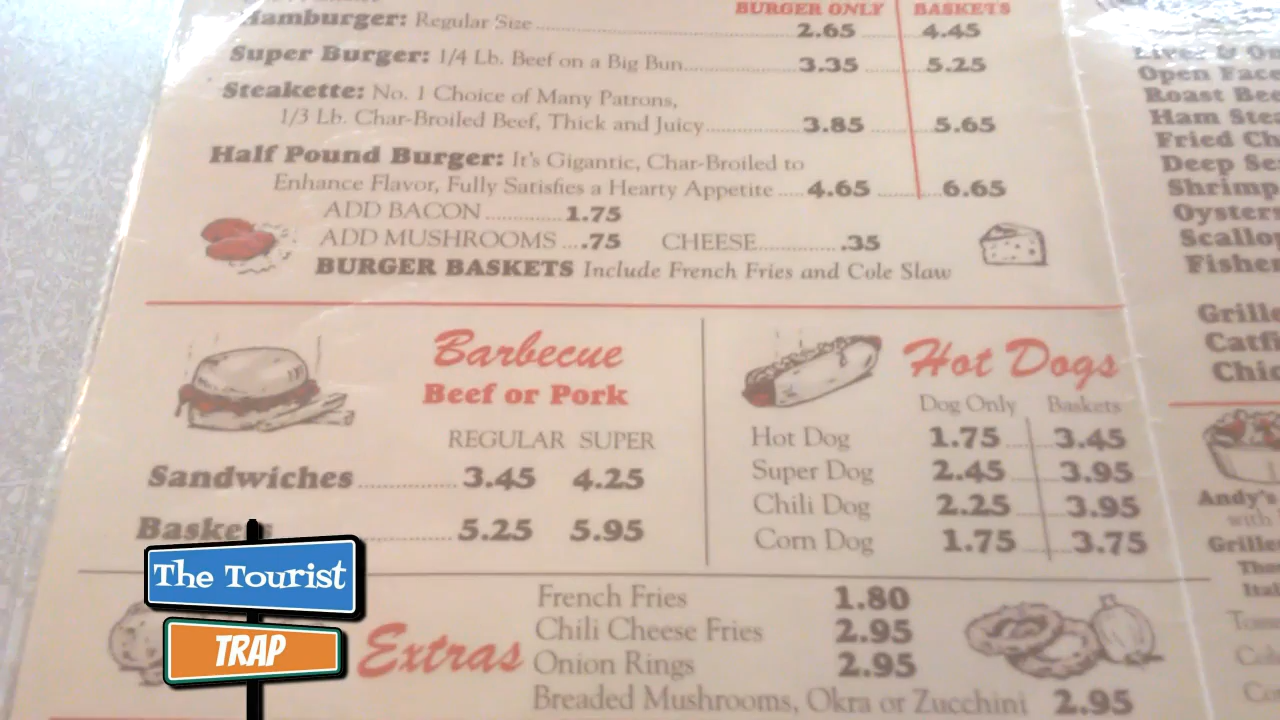 BURGER ONLY BASKETS
Hamburger: Regular Size 2.65 4.45
Super Burger: 1/4 Lb. Beef on a Big Bun 3.35 5.25
Steakette: No. 1 Choice of Many Patrons,
1/3 Lb. Char-Broiled Beef, Thick and Juicy 3.85 5.65
Half Pound Burger: It's Gigantic, Char-Broiled to
Enhance Flavor, Fully Satisfies a Hearty Appetite 4.65 6.65
ADD BACON 1.75
ADD MUSHROOMS .75 CHEESE .35
BURGER BASKETS Include French Fries and Cole Slaw
Barbecue
Beef or Pork
REGULAR SUPER
Sandwiches 3.45 4.25
Baskets 5.25 5.95
Hot Dogs
Dog Only Baskets
Hot Dog 1.75 3.45
Super Dog 2.45 3.95
Chili Dog 2.25 3.95
Corn Dog 1.75 3.75
Extras
French Fries 1.80
Chili Cheese Fries 2.95
Onion Rings 2.95
Breaded Mushrooms, Okra or Zucchini 2.95
Open Face
Roast Bee
Ham Stea
Fried Ch
Deep Se
Shrimp
Oyster
Scallo
Fisher
Grille
Catfi
Chic
Andy's
with
Grille
The Tourist
TRAP